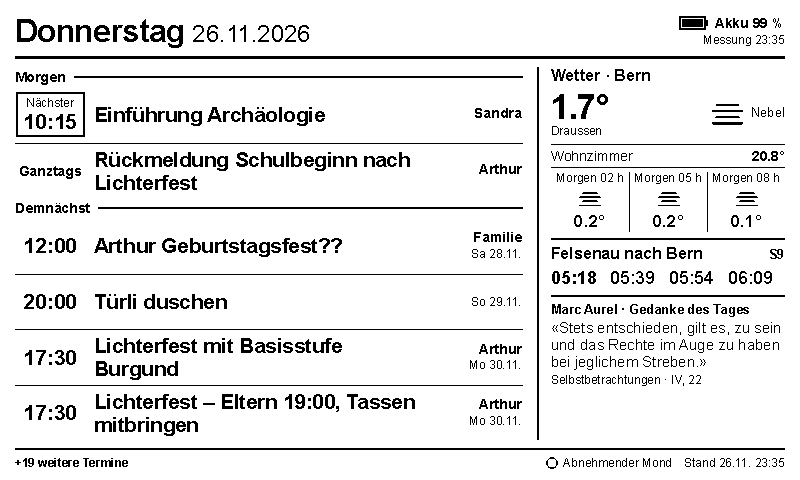 Donnerstag 26.11.2026
Akku 99 %
Messung 23:35
Morgen
Nächster
10:15
Einführung Archäologie
Sandra
Ganztags
Rückmeldung Schulbeginn nach
Lichterfest
Arthur
Demnächst
12:00
Arthur Geburtstagsfest??
Familie
Sa 28.11.
20:00
Türli duschen
So 29.11.
17:30
Lichterfest mit Basisstufe
Burgund
Arthur
Mo 30.11.
17:30
Lichterfest – Eltern 19:00, Tassen
mitbringen
Arthur
Mo 30.11.
Wetter · Bern
1.7°
Draussen
Nebel
Wohnzimmer 20.8°
Morgen 02 h Morgen 05 h Morgen 08 h
0.2° 0.2° 0.1°
Felsenau nach Bern S9
05:18 05:39 05:54 06:09
Marc Aurel · Gedanke des Tages
«Stets entschieden, gilt es, zu sein
und das Rechte im Auge zu haben
bei jeglichem Streben.»
Selbstbetrachtungen · IV, 22
+19 weitere Termine
Abnehmender Mond Stand 26.11. 23:35